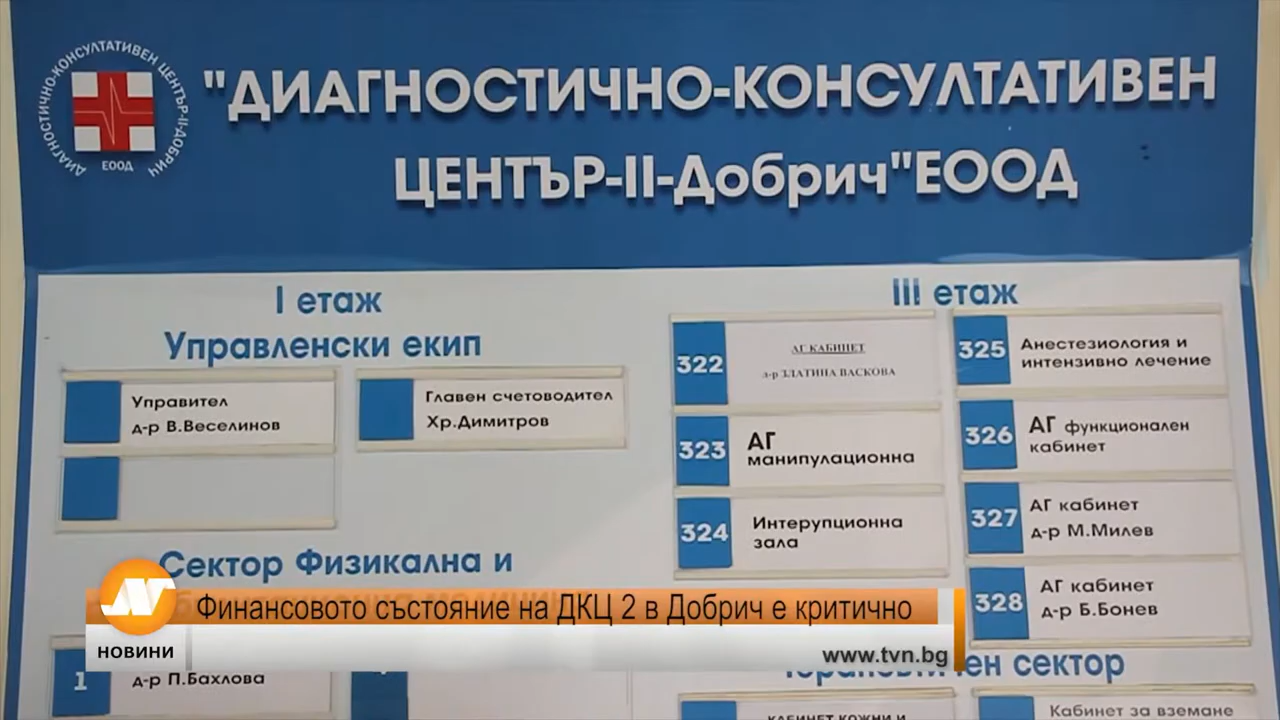 ДИАГНОСТИЧНО-КОНСУЛТАТИВЕН ЦЕНТЪР-II-ДОБРИЧ
ЕООД
"ДИАГНОСТИЧНО-КОНСУЛТАТИВЕН
ЦЕНТЪР-II-Добрич"ЕООД
I етаж
Управленски екип
Управител
д-р В.Веселинов
Главен счетоводител
Хр.Димитров
Сектор Физикална и
1
д-р П.Бахлова
III етаж
322
АГ КАБИНЕТ
д-р ЗЛАТИНА ВАСКОВА
323
АГ
манипулационна
324
Интерупционна
зала
325
Анестезиология и
интензивно лечение
326
АГ функционален
кабинет
327
АГ кабинет
д-р М.Милев
328
АГ кабинет
д-р Б.Бонев
сектор
Кабинет за вземане
Финансовото състояние на ДКЦ 2 в Добрич е критично
НОВИНИ
www.tvn.bg